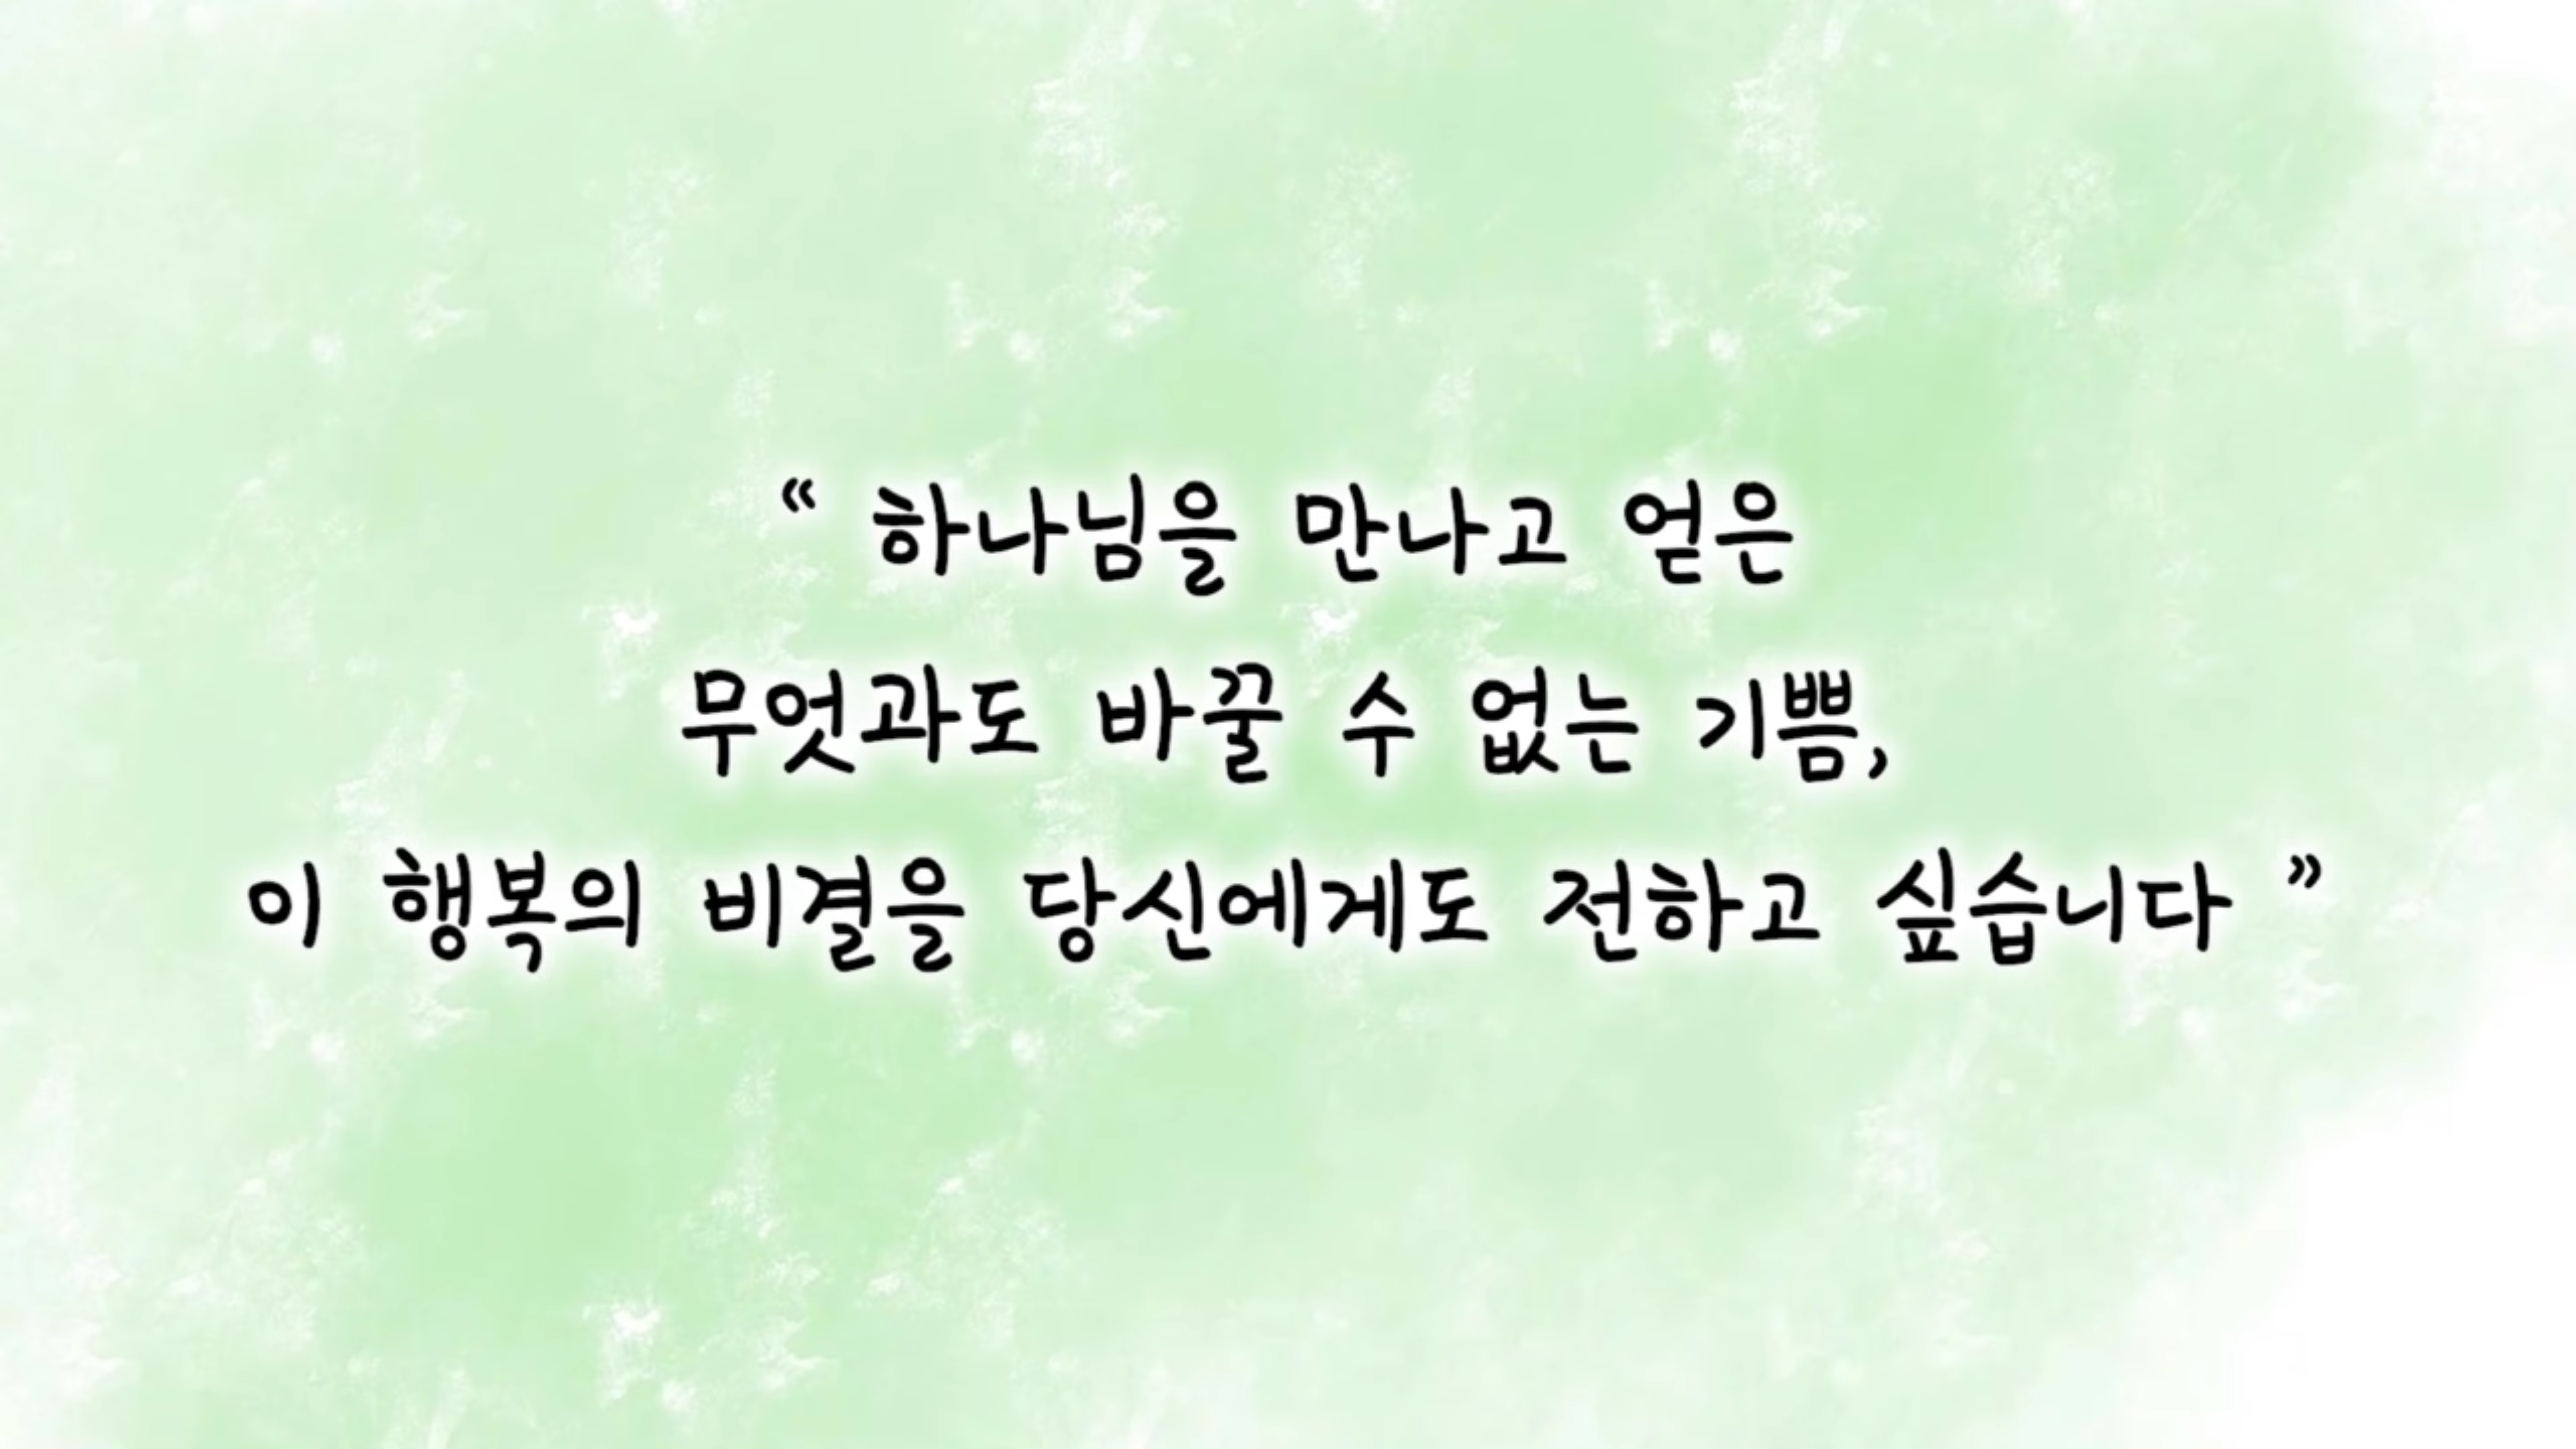 “ 하나님을 만나고 얻은
무엇과도 바꿀 수 없는 기쁨,
이 행복의 비결을 당신에게도 전하고 싶습니다 ”